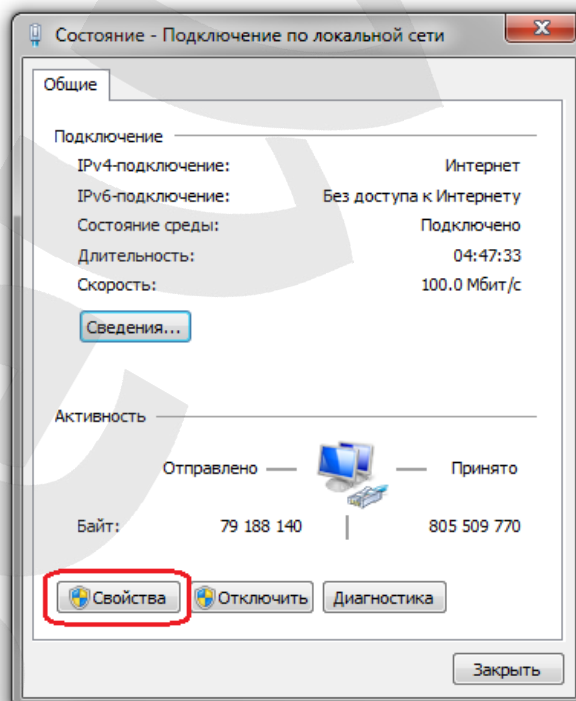 Состояние - Подключение по локальной сети
Общие
Подключение
IPv4-подключение: Интернет
IPv6-подключение: Без доступа к Интернету
Состояние среды: Подключено
Длительность: 04:47:33
Скорость: 100.0 Мбит/с
Сведения...
Активность
Отправлено — — Принято
Байт: 79 188 140 | 805 509 770
Свойства Отключить Диагностика
Закрыть